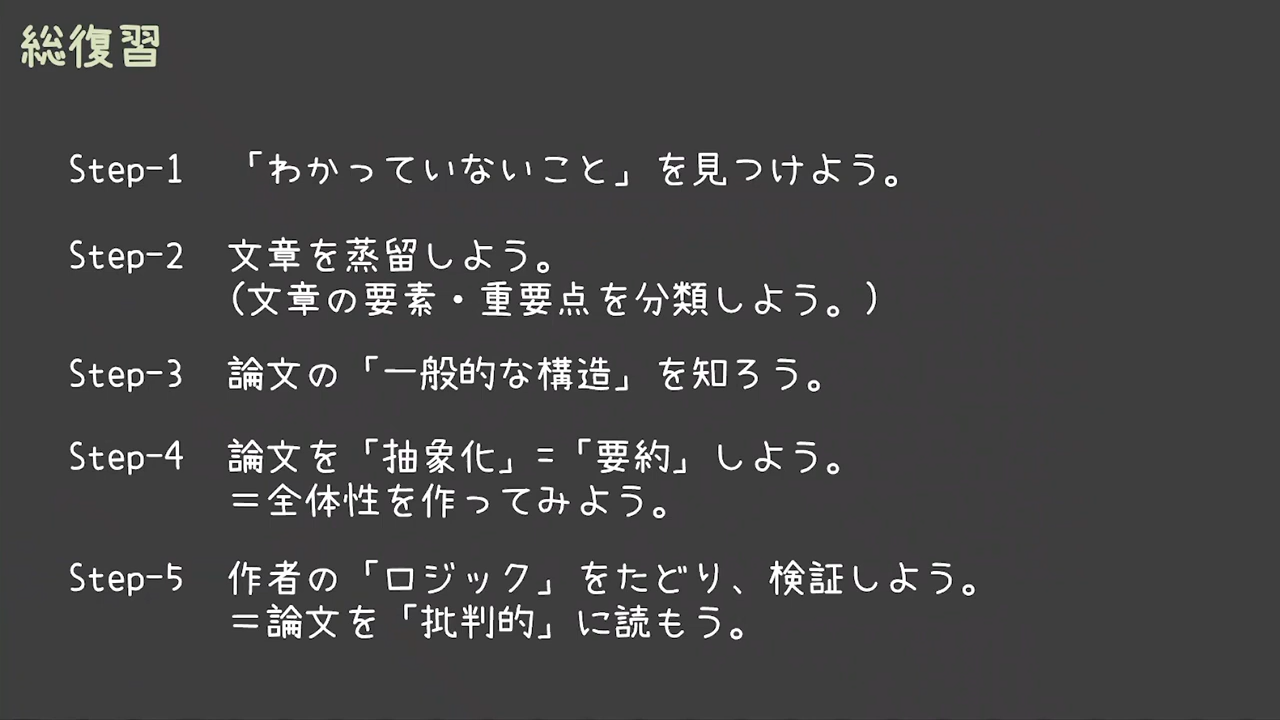 総復習
Step-1 「わかっていないこと」を見つけよう。
Step-2 文章を蒸留しよう。
(文章の要素・重要点を分類しよう。)
Step-3 論文の「一般的な構造」を知ろう。
Step-4 論文を「抽象化」=「要約」しよう。
＝全体性を作ってみよう。
Step-5 作者の「ロジック」をたどり、検証しよう。
＝論文を「批判的」に読もう。